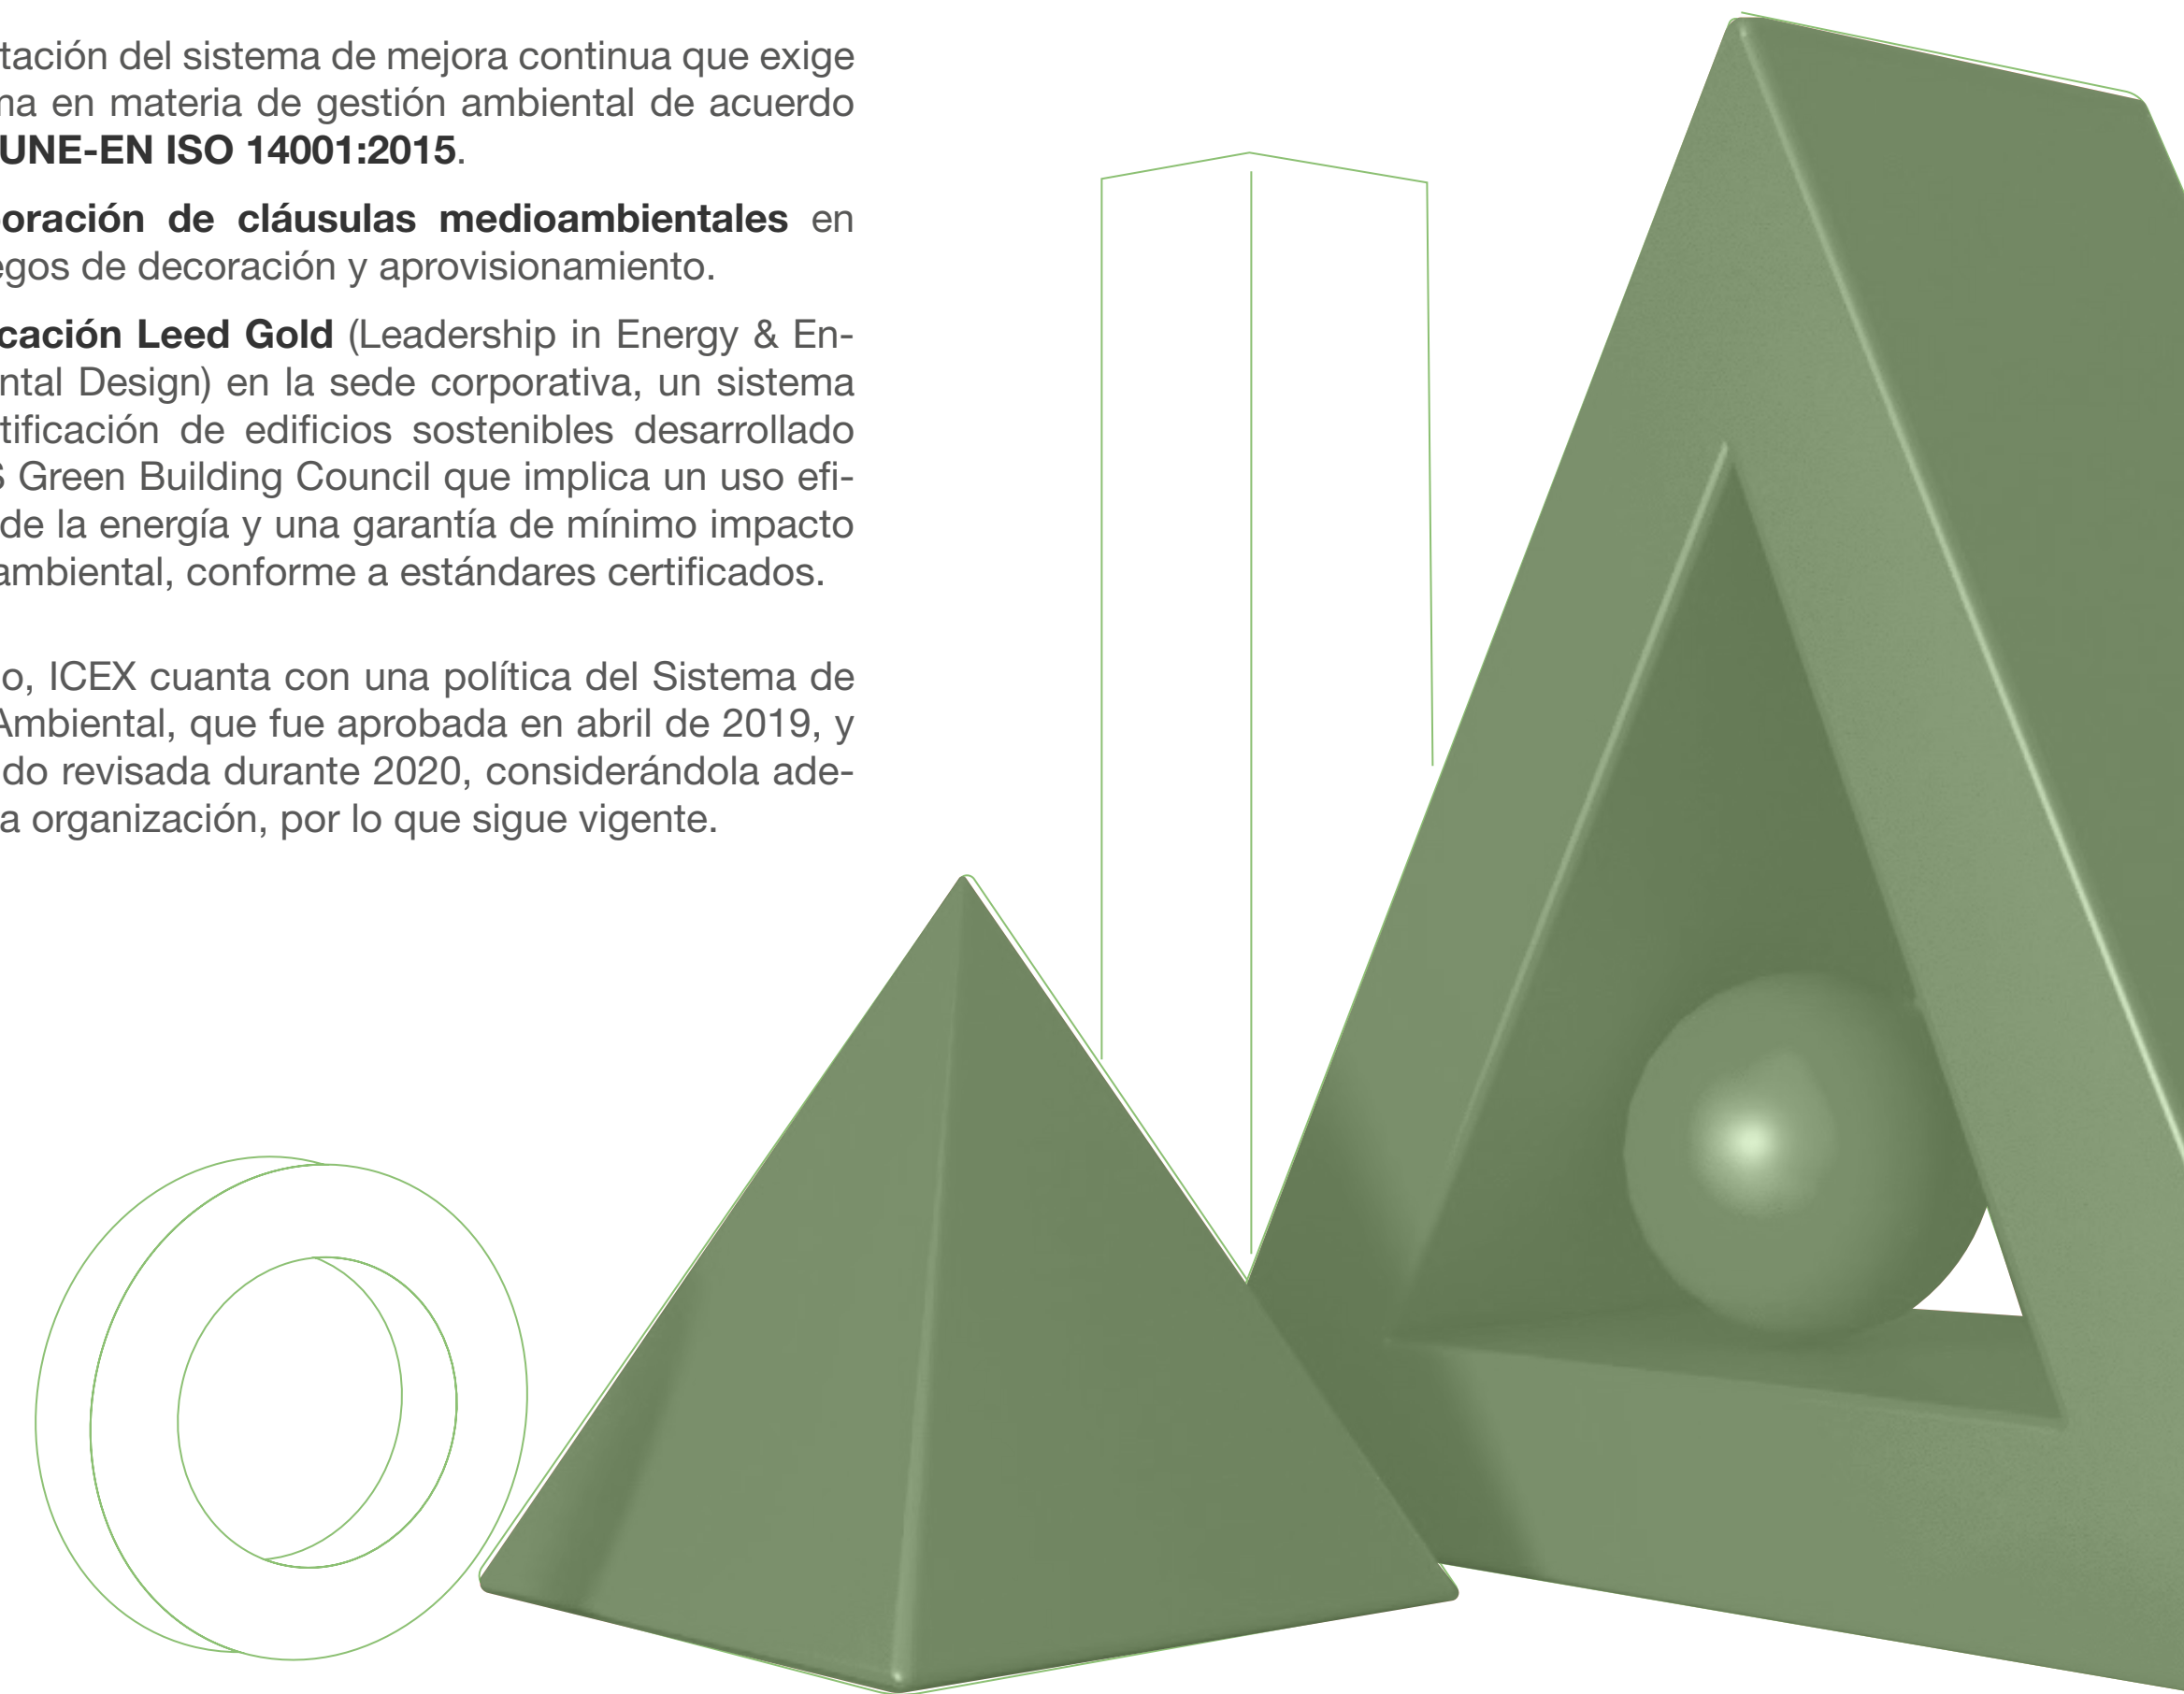 tación del sistema de mejora continua que exige
na en materia de gestión ambiental de acuerdo
UNE-EN ISO 14001:2015.
oración de cláusulas medioambientales en
egos de decoración y aprovisionamiento.
cación Leed Gold (Leadership in Energy & En-
ntal Design) en la sede corporativa, un sistema
tificación de edificios sostenibles desarrollado
S Green Building Council que implica un uso efi-
de la energía y una garantía de mínimo impacto
ambiental, conforme a estándares certificados.
o, ICEX cuanta con una política del Sistema de
Ambiental, que fue aprobada en abril de 2019, y
do revisada durante 2020, considerándola ade-
a organización, por lo que sigue vigente.